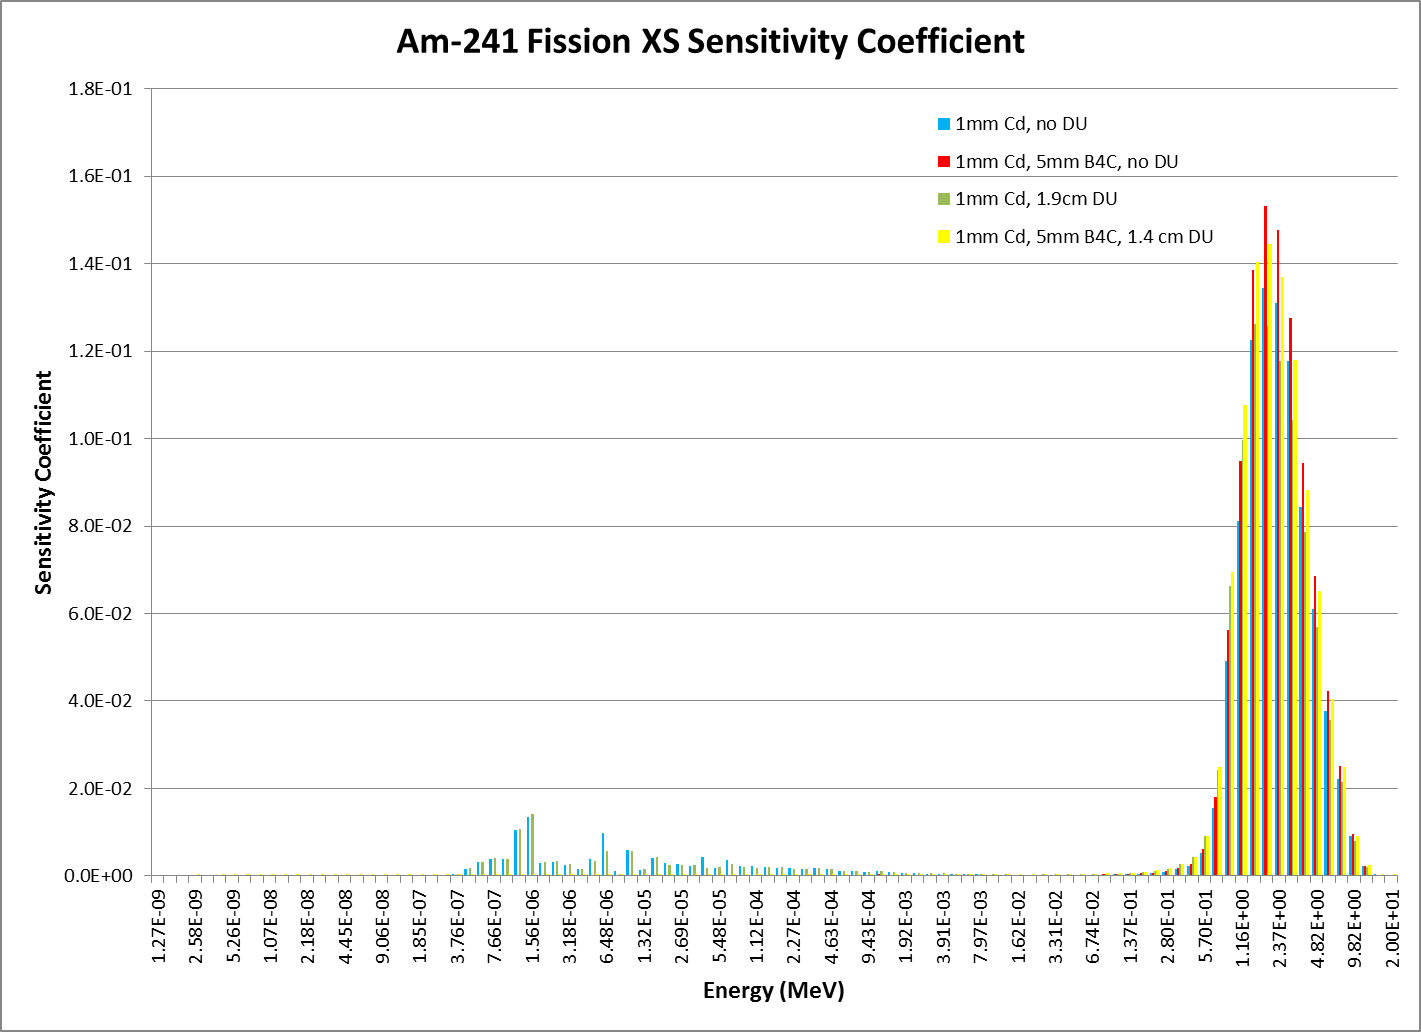 Am-241 Fission XS Sensitivity Coefficient
1.8E-01
1.6E-01
1.4E-01
1.2E-01
1.0E-01
8.0E-02
6.0E-02
4.0E-02
2.0E-02
0.0E+00
Sensitivity Coefficient
1mm Cd, no DU
1mm Cd, 5mm B4C, no DU
1mm Cd, 1.9cm DU
1mm Cd, 5mm B4C, 1.4 cm DU
1.27E-09
2.58E-09
5.26E-09
1.07E-08
2.18E-08
4.45E-08
9.06E-08
1.85E-07
3.76E-07
7.66E-07
1.56E-06
3.18E-06
6.48E-06
1.32E-05
2.69E-05
5.48E-05
1.12E-04
2.27E-04
4.63E-04
9.43E-04
1.92E-03
3.91E-03
7.97E-03
1.62E-02
3.31E-02
6.74E-02
1.37E-01
2.80E-01
5.70E-01
1.16E+00
2.37E+00
4.82E+00
9.82E+00
2.00E+01
Energy (MeV)